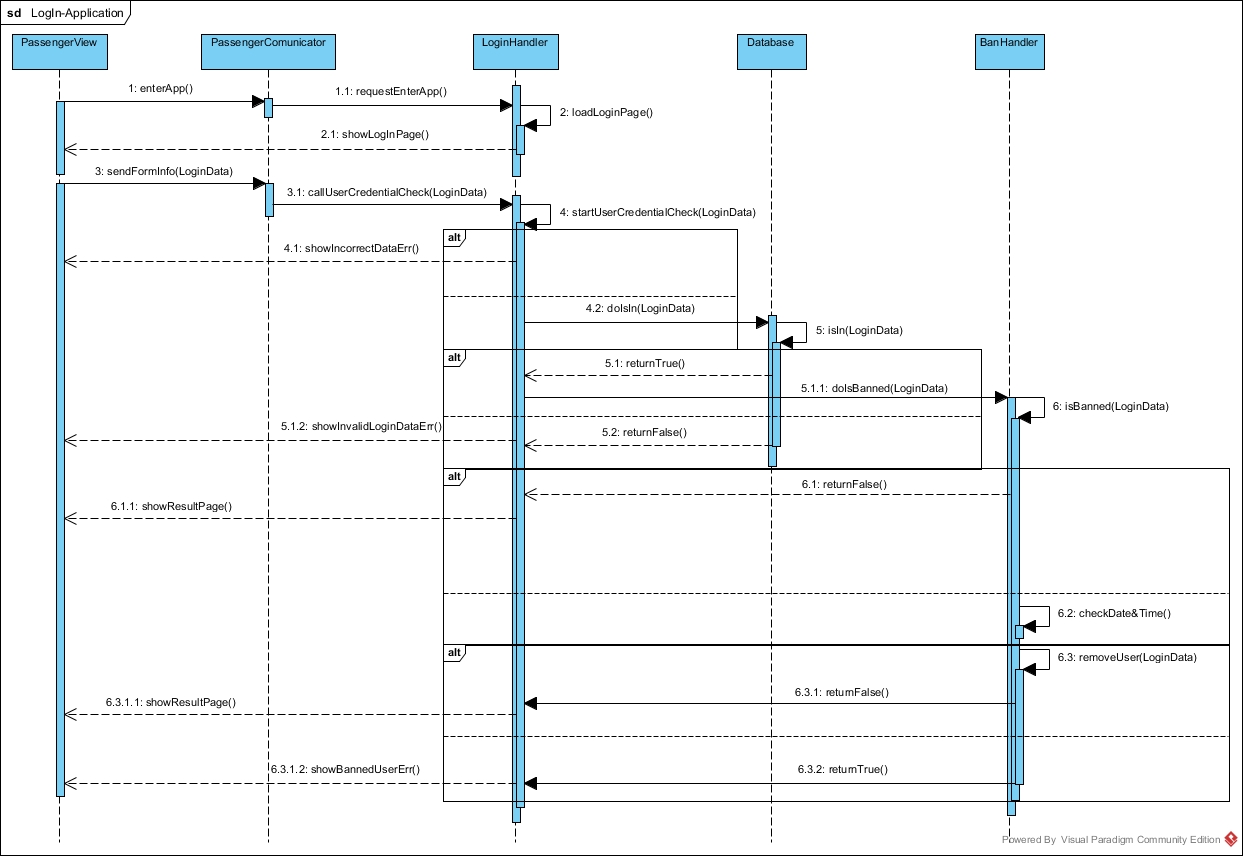 sd LogIn-Application
PassengerView
PassengerComunicator
LoginHandler
Database
BanHandler
1: enterApp()
1.1: requestEnterApp()
2: loadLoginPage()
2.1: showLogInPage()
3: sendFormInfo(LoginData)
3.1: callUserCredentialCheck(LoginData)
4: startUserCredentialCheck(LoginData)
alt
4.1: showIncorrectDataErr()
4.2: doIsIn(LoginData)
5: isIn(LoginData)
alt
5.1: returnTrue()
5.1.1: doIsBanned(LoginData)
6: isBanned(LoginData)
5.1.2: showInvalidLoginDataErr()
5.2: returnFalse()
alt
6.1: returnFalse()
6.1.1: showResultPage()
6.2: checkDate&Time()
alt
6.3: removeUser(LoginData)
6.3.1: returnFalse()
6.3.1.1: showResultPage()
6.3.1.2: showBannedUserErr()
6.3.2: returnTrue()
Powered By Visual Paradigm Community Edition